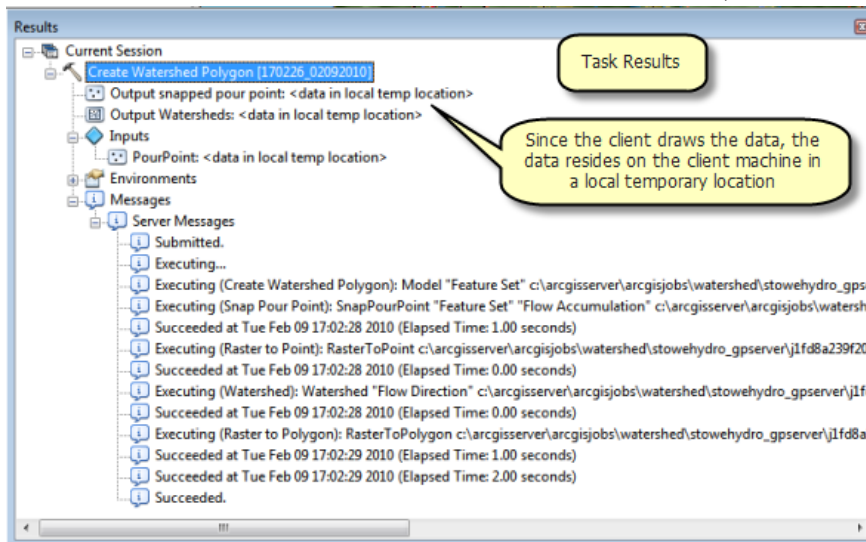 Results
Current Session
Create Watershed Polygon [170226_02092010]
Output snapped pour point: <data in local temp location>
Output Watersheds: <data in local temp location>
Inputs
PourPoint: <data in local temp location>
Environments
Messages
Server Messages
Submitted.
Executing...
Executing (Create Watershed Polygon): Model "Feature Set" c:\arcgisserver\arcgisjobs\watershed\stowehydro_gpse
Executing (Snap Pour Point): SnapPourPoint "Feature Set" "Flow Accumulation" c:\arcgisserver\arcgisjobs\watersh
Succeeded at Tue Feb 09 17:02:28 2010 (Elapsed Time: 1.00 seconds)
Executing (Raster to Point): RasterToPoint c:\arcgisserver\arcgisjobs\watershed\stowehydro_gpserver\j1fd8a239f20
Succeeded at Tue Feb 09 17:02:28 2010 (Elapsed Time: 0.00 seconds)
Executing (Watershed): Watershed "Flow Direction" c:\arcgisserver\arcgisjobs\watershed\stowehydro_gpserver\j1f
Succeeded at Tue Feb 09 17:02:28 2010 (Elapsed Time: 0.00 seconds)
Executing (Raster to Polygon): RasterToPolygon c:\arcgisserver\arcgisjobs\watershed\stowehydro_gpserver\j1fd8a
Succeeded at Tue Feb 09 17:02:29 2010 (Elapsed Time: 1.00 seconds)
Succeeded at Tue Feb 09 17:02:29 2010 (Elapsed Time: 2.00 seconds)
Succeeded.
Task Results
Since the client draws the data, the
data resides on the client machine in
a local temporary location